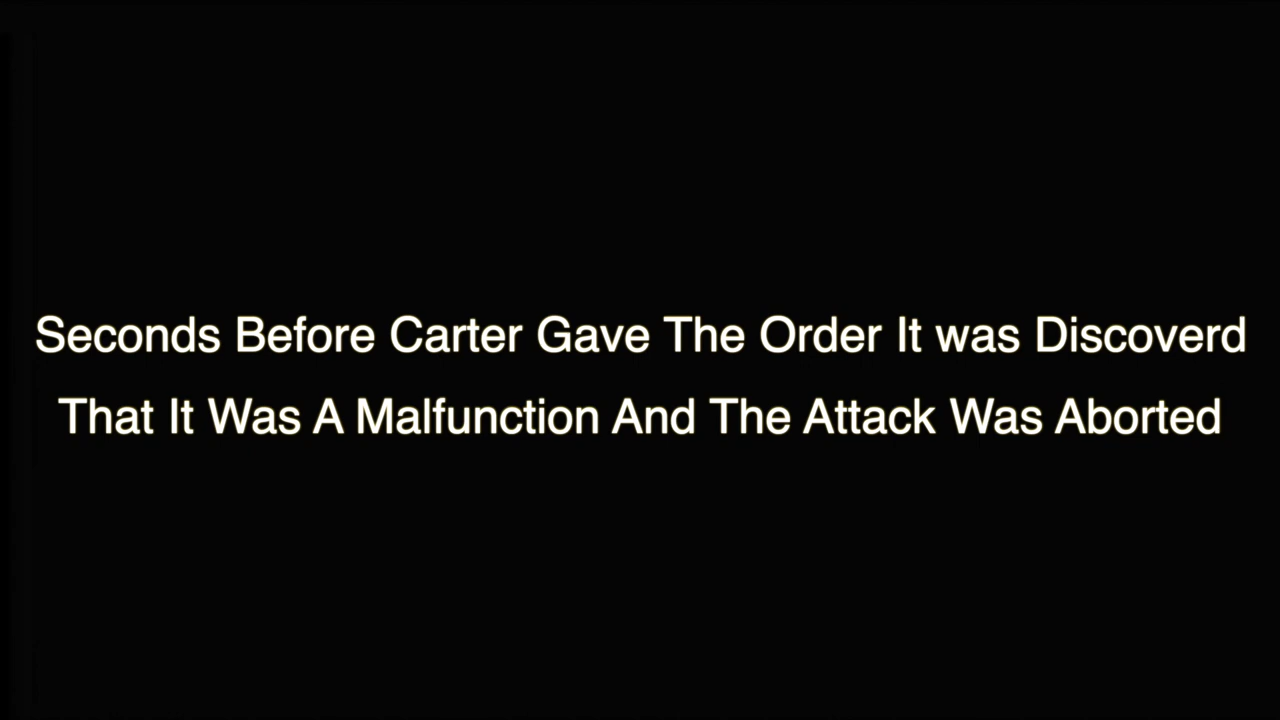 Seconds Before Carter Gave The Order It was Discoverd
That It Was A Malfunction And The Attack Was Aborted